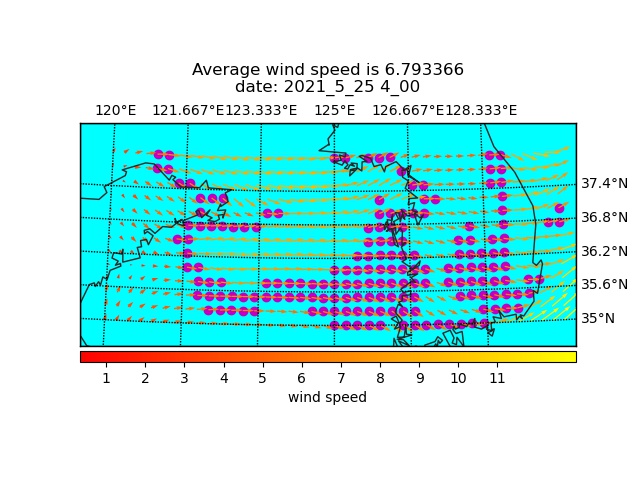 Average wind speed is 6.793366
date: 2021_5_25 4_00
120°E 121.667°E 123.333°E 125°E 126.667°E 128.333°E
37.4°N
36.8°N
36.2°N
35.6°N
35°N
1 2 3 4 5 6 7 8 9 10 11
wind speed